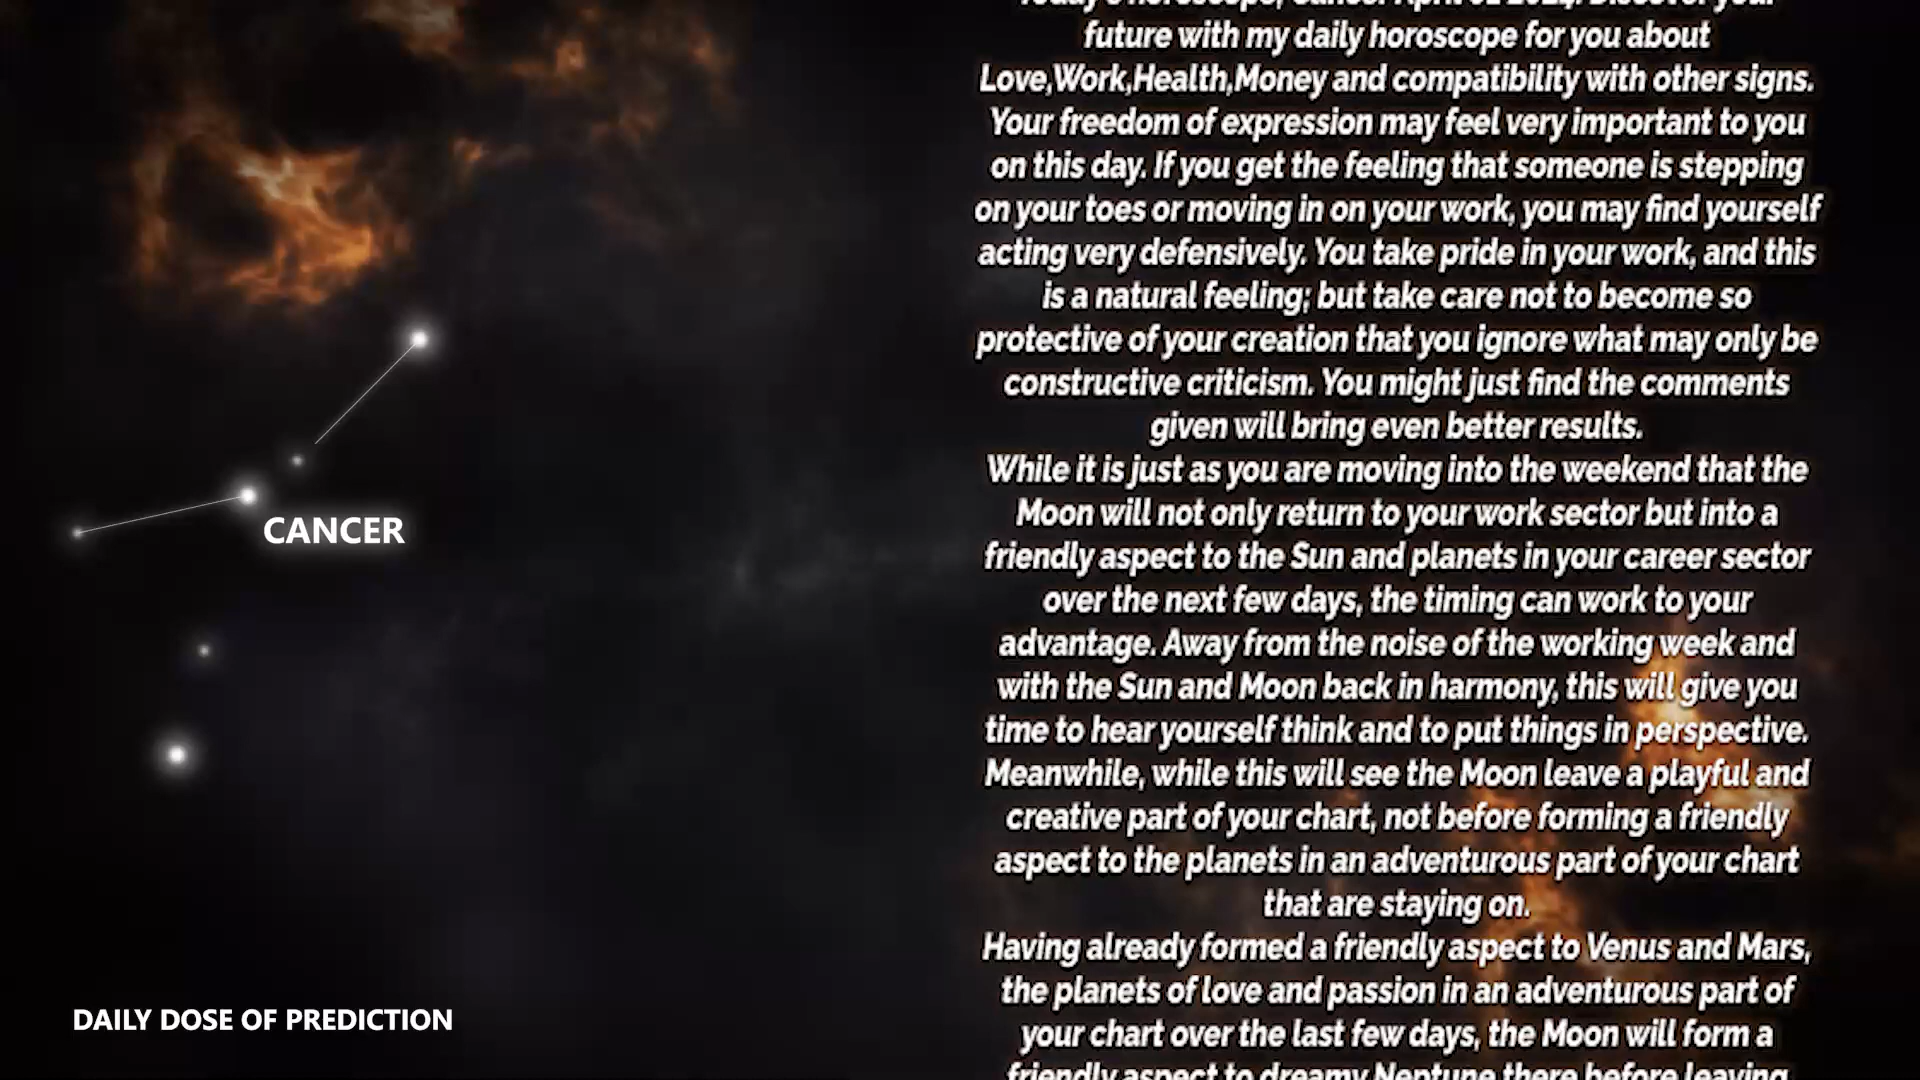 future with my daily horoscope for you about
Love,Work,Health,Money and compatibility with other signs.
Your freedom of expression may feel very important to you
on this day. If you get the feeling that someone is stepping
on your toes or moving in on your work, you may find yourself
acting very defensively. You take pride in your work, and this
is a natural feeling; but take care not to become so
protective of your creation that you ignore what may only be
constructive criticism. You might just find the comments
given will bring even better results.
While it is just as you are moving into the weekend that the
Moon will not only return to your work sector but into a
friendly aspect to the Sun and planets in your career sector
over the next few days, the timing can work to your
advantage. Away from the noise of the working week and
with the Sun and Moon back in harmony, this will give you
time to hear yourself think and to put things in perspective.
Meanwhile, while this will see the Moon leave a playful and
creative part of your chart, not before forming a friendly
aspect to the planets in an adventurous part of your chart
that are staying on.
Having already formed a friendly aspect to Venus and Mars,
the planets of love and passion in an adventurous part of
your chart over the last few days, the Moon will form a
friendly aspect to dreamy Neptune there before leaving
CANCER
DAILY DOSE OF PREDICTION